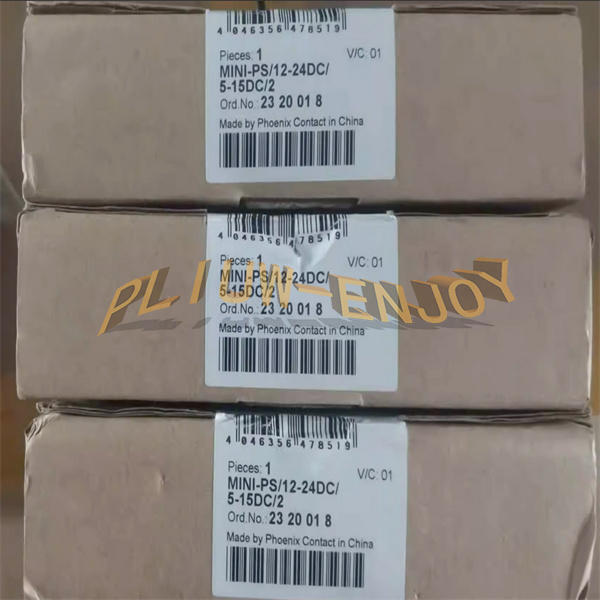 4 046356 478519
Pieces: 1 V/C: 01
MINI-PS/12-24DC/
5-15DC/2
Ord.No.: 23 20 01 8
Made by Phoenix Contact in China
4 046356 478519
Pieces: 1 V/C: 01
MINI-PS/12-24DC/
5-15DC/2
Ord.No.: 23 20 01 8
Made by Phoenix Contact in China
PLIUW-ENJOY
4 046356 478519
Pieces: 1 V/C: 01
MINI-PS/12-24DC/
5-15DC/2
Ord.No.: 23 20 01 8
Made by Phoenix Contact in China